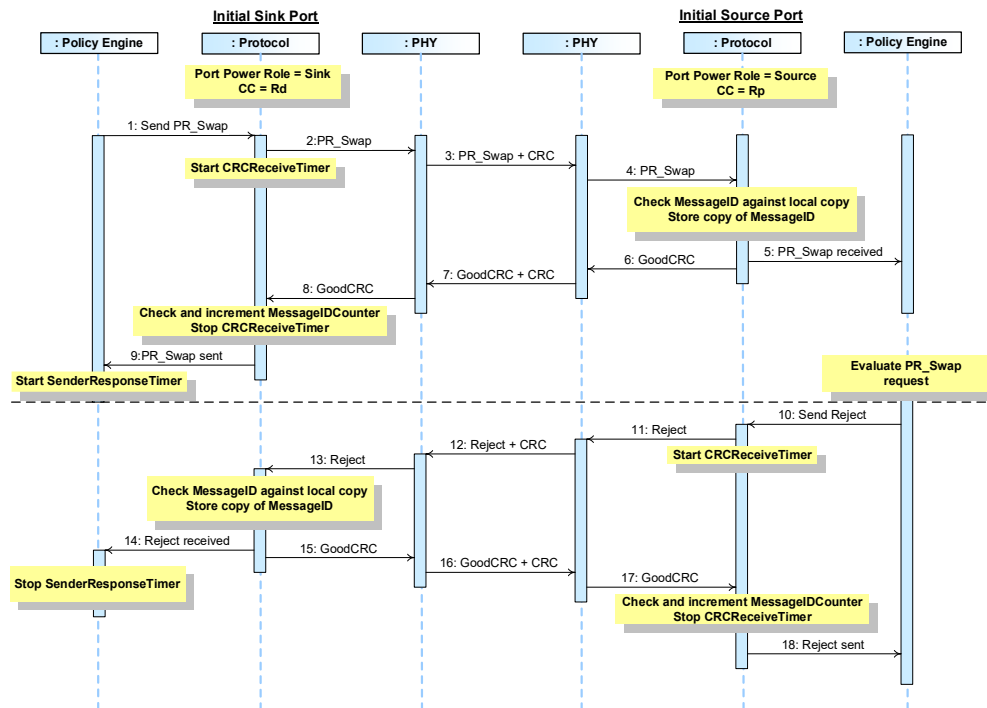 Initial Sink Port
Initial Source Port
: Policy Engine
: Protocol
: PHY
: PHY
: Protocol
: Policy Engine
Port Power Role = Sink
CC = Rd
Port Power Role = Source
CC = Rp
1: Send PR_Swap
2:PR_Swap
Start CRCReceiveTimer
3: PR_Swap + CRC
4: PR_Swap
Check MessageID against local copy
Store copy of MessageID
5: PR_Swap received
6: GoodCRC
7: GoodCRC + CRC
8: GoodCRC
Check and increment MessageIDCounter
Stop CRCReceiveTimer
9:PR_Swap sent
Start SenderResponseTimer
Evaluate PR_Swap
request
10: Send Reject
11: Reject
Start CRCReceiveTimer
12: Reject + CRC
13: Reject
Check MessageID against local copy
Store copy of MessageID
14: Reject received
15: GoodCRC
Stop SenderResponseTimer
16: GoodCRC + CRC
17: GoodCRC
Check and increment MessageIDCounter
Stop CRCReceiveTimer
18: Reject sent